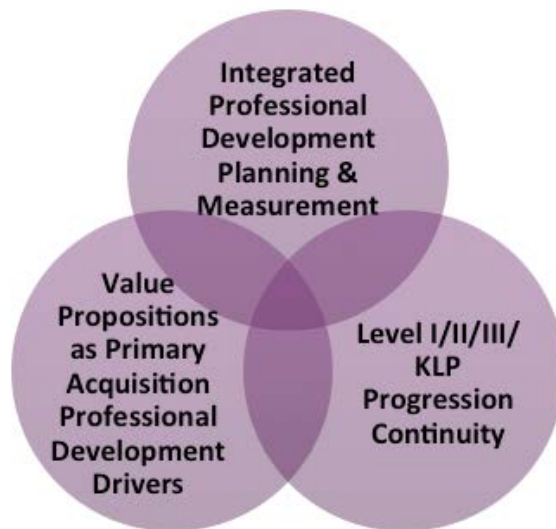 Integrated
Professional
Development
Planning &
Measurement
Value
Propositions
as Primary
Acquisition
Professional
Development
Drivers
Level I/II/III/
KLP
Progression
Continuity